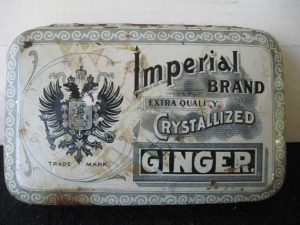 Imperial
BRAND
EXTRA QUALITY
CRYSTALLIZED
GINGER.
TRADE MARK